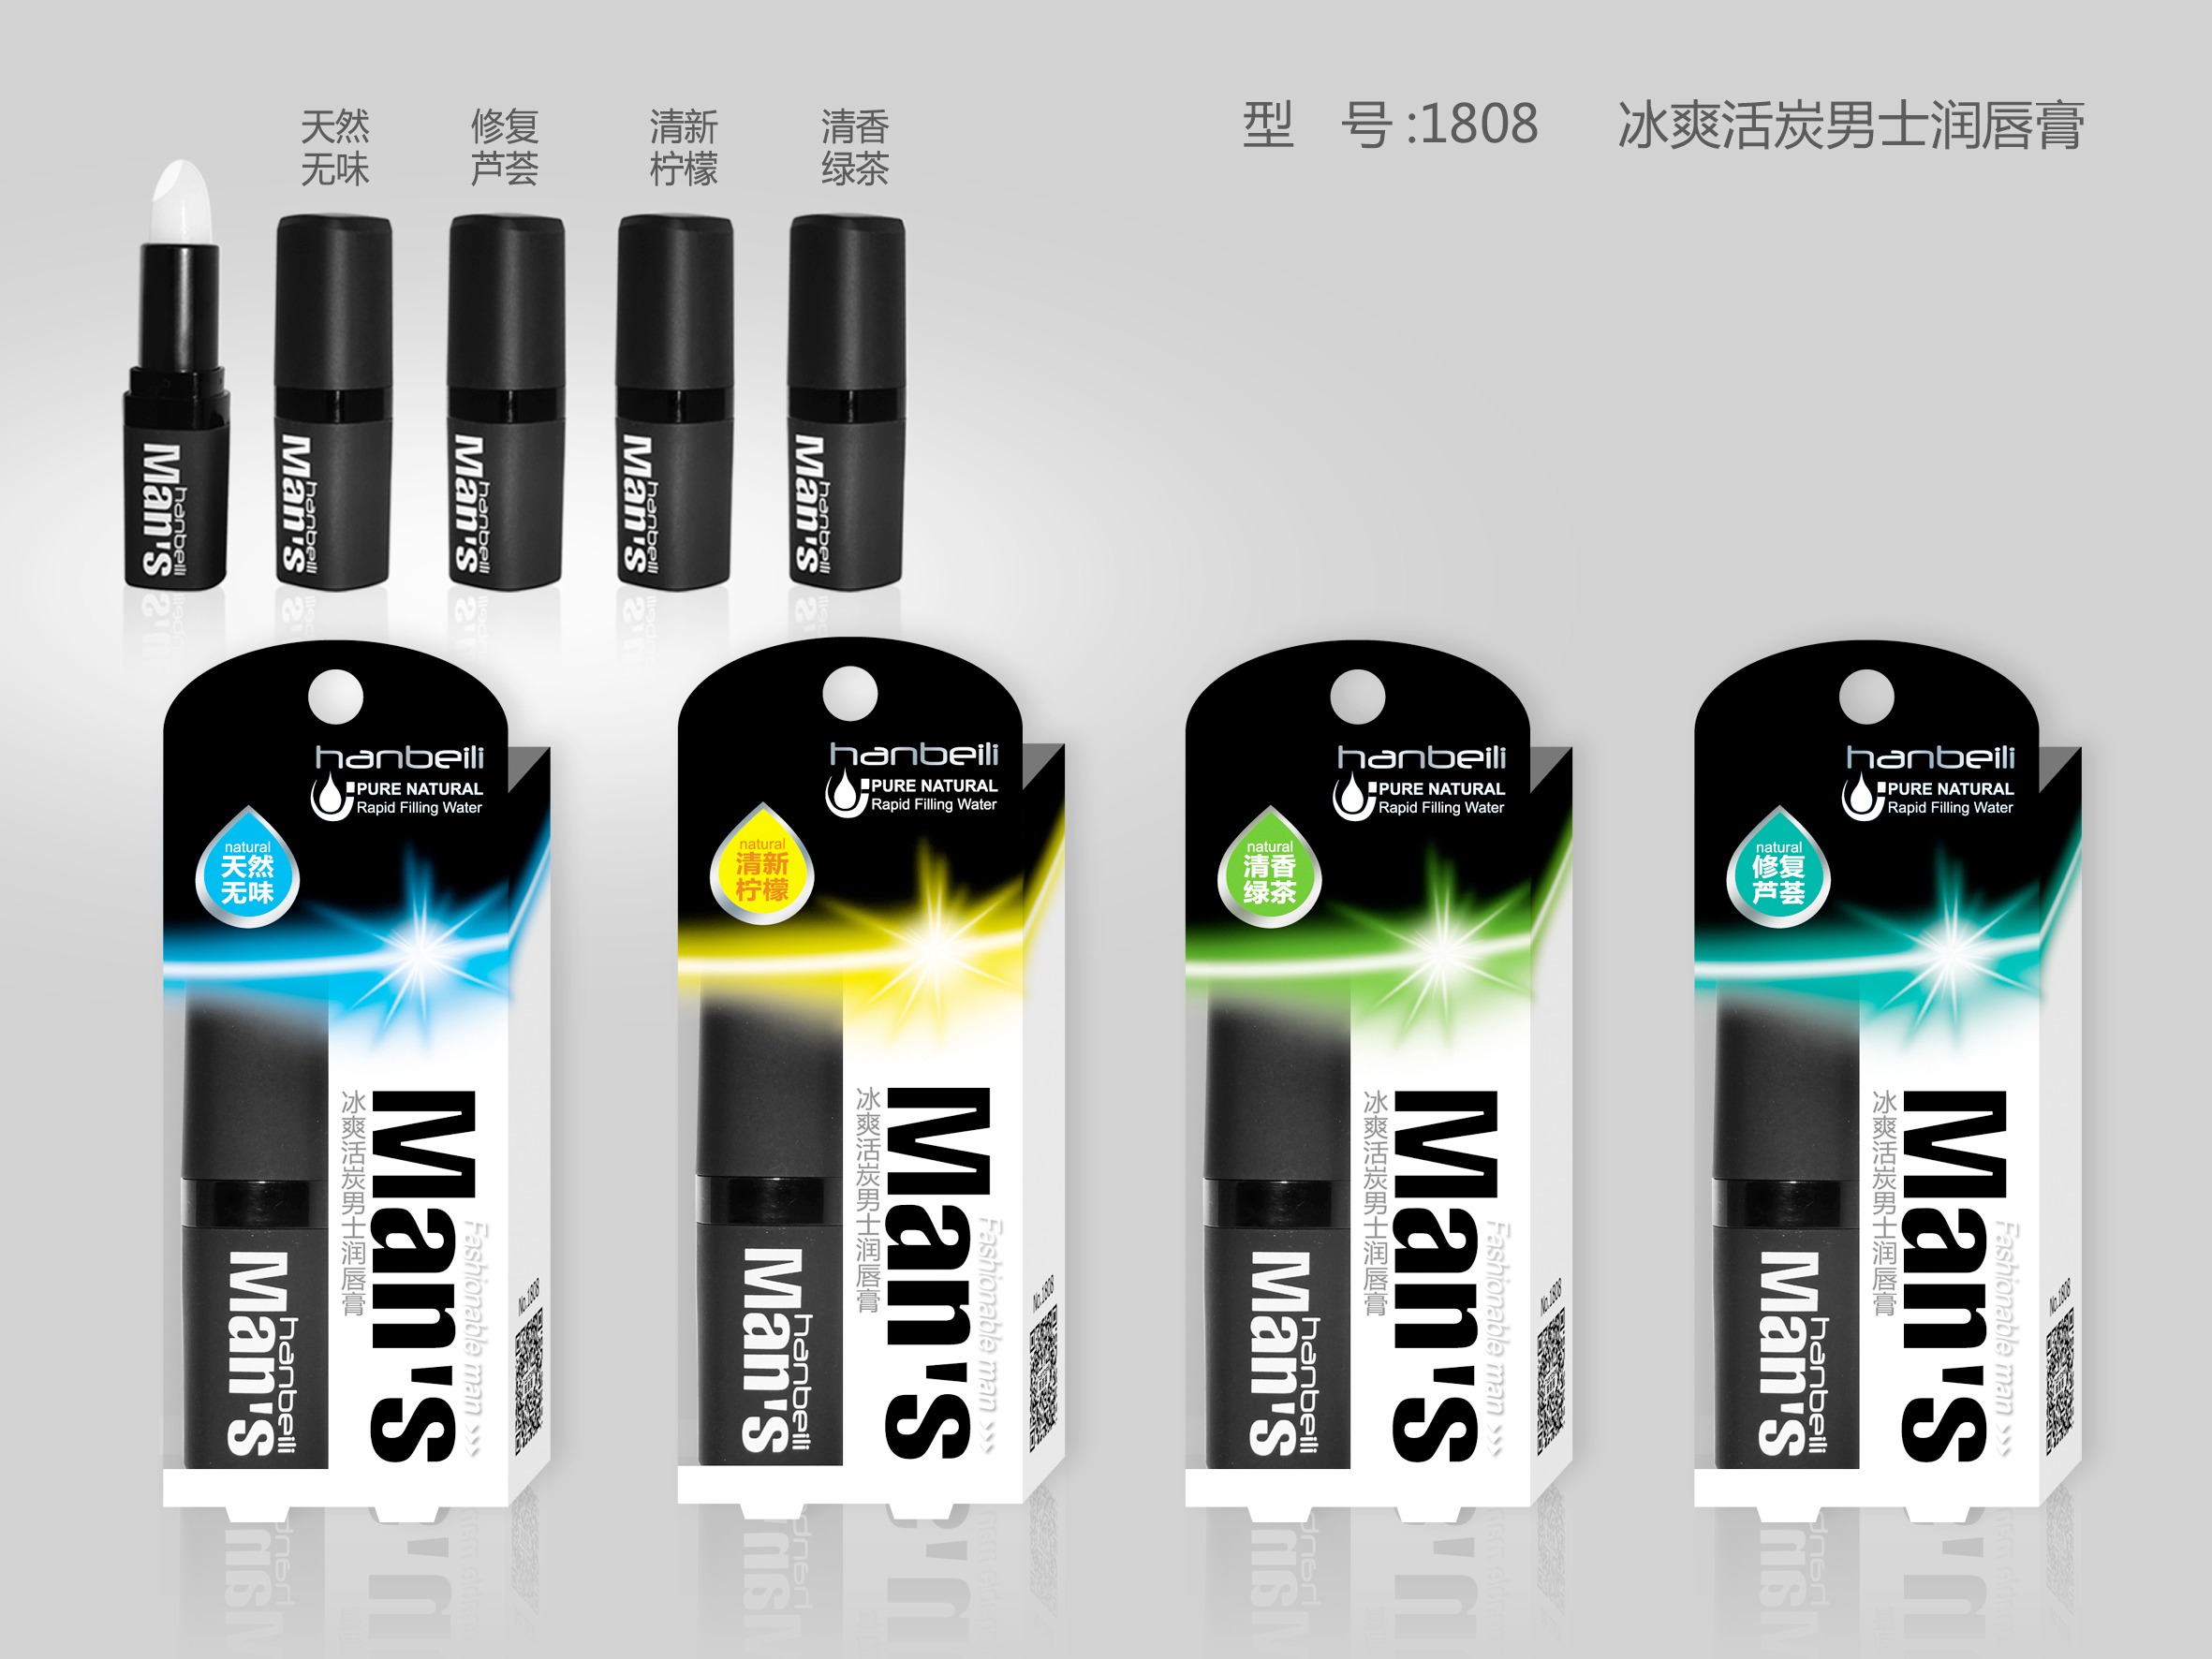 型 号:1808 冰爽活炭男士润唇膏
天然
无味
修复
芦荟
清新
柠檬
清香
绿茶
Man's
hanbeili
Man's
hanbeili
Man's
hanbeili
Man's
hanbeili
Man's
hanbeili
hanbeili
PURE NATURAL
Rapid Filling Water
natural
天然
无味
冰爽活炭男士润唇膏
Man's
Fashionable man >>>
Man's
hanbeili
No.1808
hanbeili
PURE NATURAL
Rapid Filling Water
natural
清新
柠檬
冰爽活炭男士润唇膏
Man's
Fashionable man >>>
Man's
hanbeili
No.1808
hanbeili
PURE NATURAL
Rapid Filling Water
natural
清香
绿茶
冰爽活炭男士润唇膏
Man's
Fashionable man >>>
Man's
hanbeili
No.1808
hanbeili
PURE NATURAL
Rapid Filling Water
natural
修复
芦荟
冰爽活炭男士润唇膏
Man's
Fashionable man >>>
Man's
hanbeili
No.1808